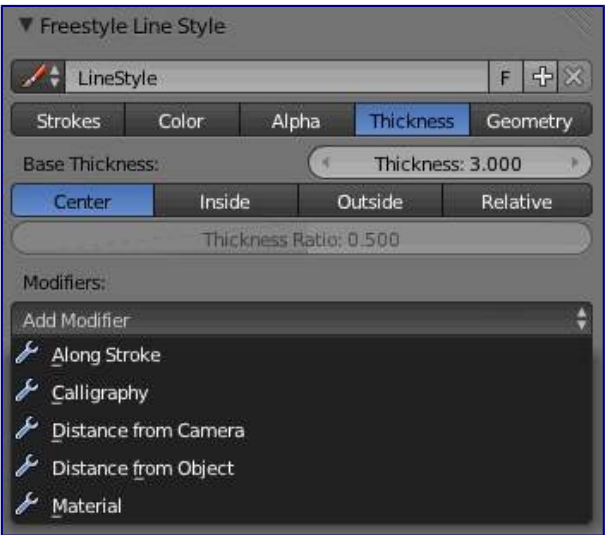 Freestyle Line Style
LineStyle F
Strokes Color Alpha Thickness Geometry
Base Thickness: Thickness: 3.000
Center Inside Outside Relative
Thickness Ratio: 0.500
Modifiers:
Add Modifier
Along Stroke
Calligraphy
Distance from Camera
Distance from Object
Material